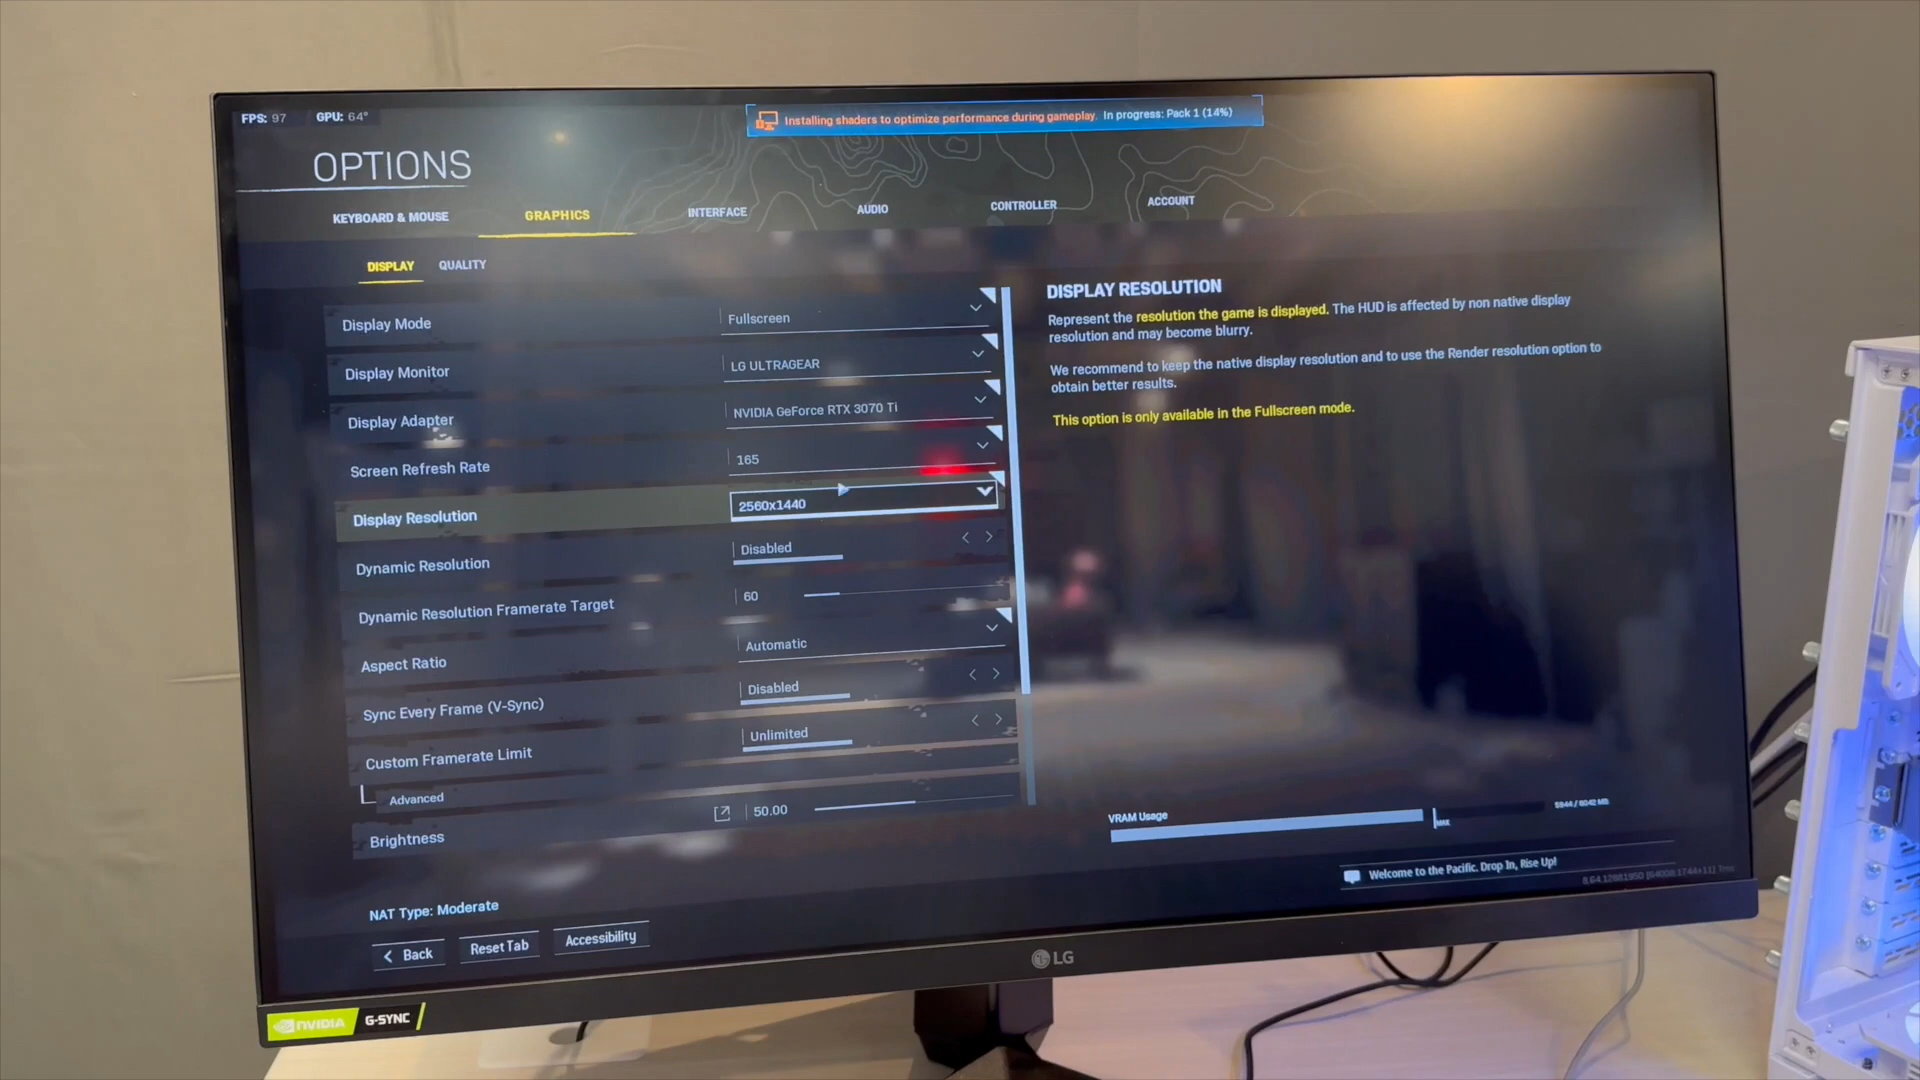 FPS: 97 GPU: 64°
Installing shaders to optimize performance during gameplay. In progress: Pack 1 (14%)
OPTIONS
KEYBOARD & MOUSE GRAPHICS INTERFACE AUDIO CONTROLLER ACCOUNT
DISPLAY QUALITY
Display Mode Fullscreen
Display Monitor LG ULTRAGEAR
Display Adapter NVIDIA GeForce RTX 3070 Ti
Screen Refresh Rate 165
Display Resolution 2560x1440
Dynamic Resolution Disabled
Dynamic Resolution Framerate Target 60
Aspect Ratio Automatic
Sync Every Frame (V-Sync) Disabled
Custom Framerate Limit Unlimited
Advanced
Brightness 50.00
DISPLAY RESOLUTION
Represent the resolution the game is displayed. The HUD is affected by non native display
resolution and may become blurry.
We recommend to keep the native display resolution and to use the Render resolution option to
obtain better results.
This option is only available in the Fullscreen mode.
VRAM Usage
MAX
Welcome to the Pacific. Drop In, Rise Up!
NAT Type: Moderate
Back Reset Tab Accessibility
LG
NVIDIA G-SYNC